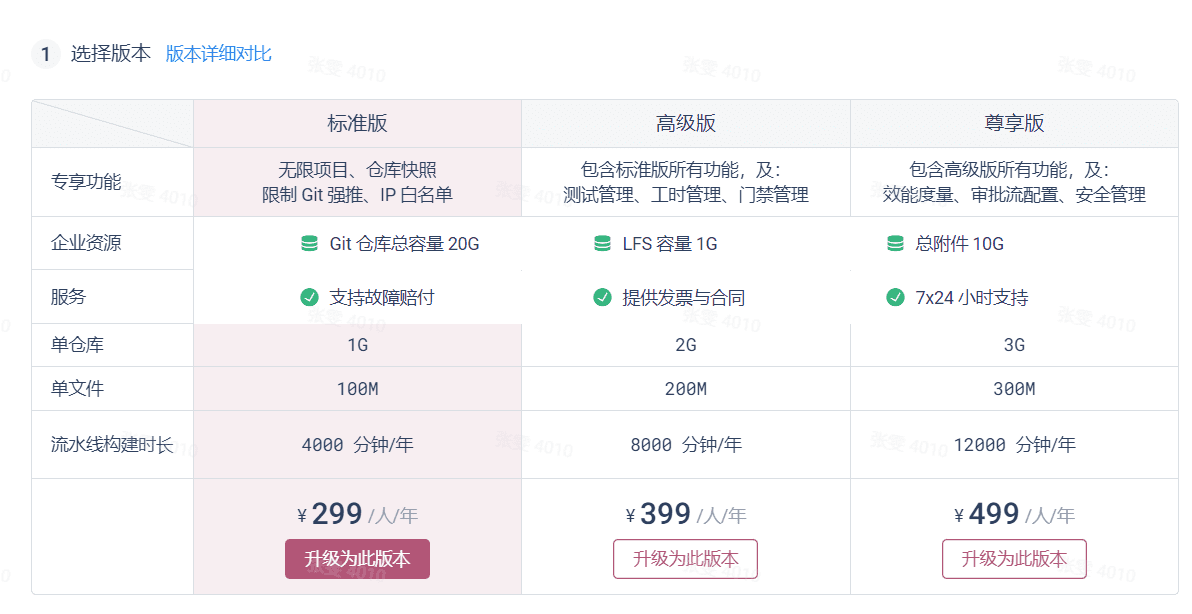 1 选择版本 版本详细对比
标准版 高级版 尊享版
专享功能
无限项目、仓库快照
限制 Git 强推、IP 白名单
包含标准版所有功能，及：
测试管理、工时管理、门禁管理
包含高级版所有功能，及：
效能度量、审批流配置、安全管理
企业资源 Git 仓库总容量 20G LFS 容量 1G 总附件 10G
服务 支持故障赔付 提供发票与合同 7x24 小时支持
单仓库 1G 2G 3G
单文件 100M 200M 300M
流水线构建时长 4000 分钟/年 8000 分钟/年 12000 分钟/年
¥ 299 /人/年 ¥ 399 /人/年 ¥ 499 /人/年
升级为此版本 升级为此版本 升级为此版本
张雯 4010